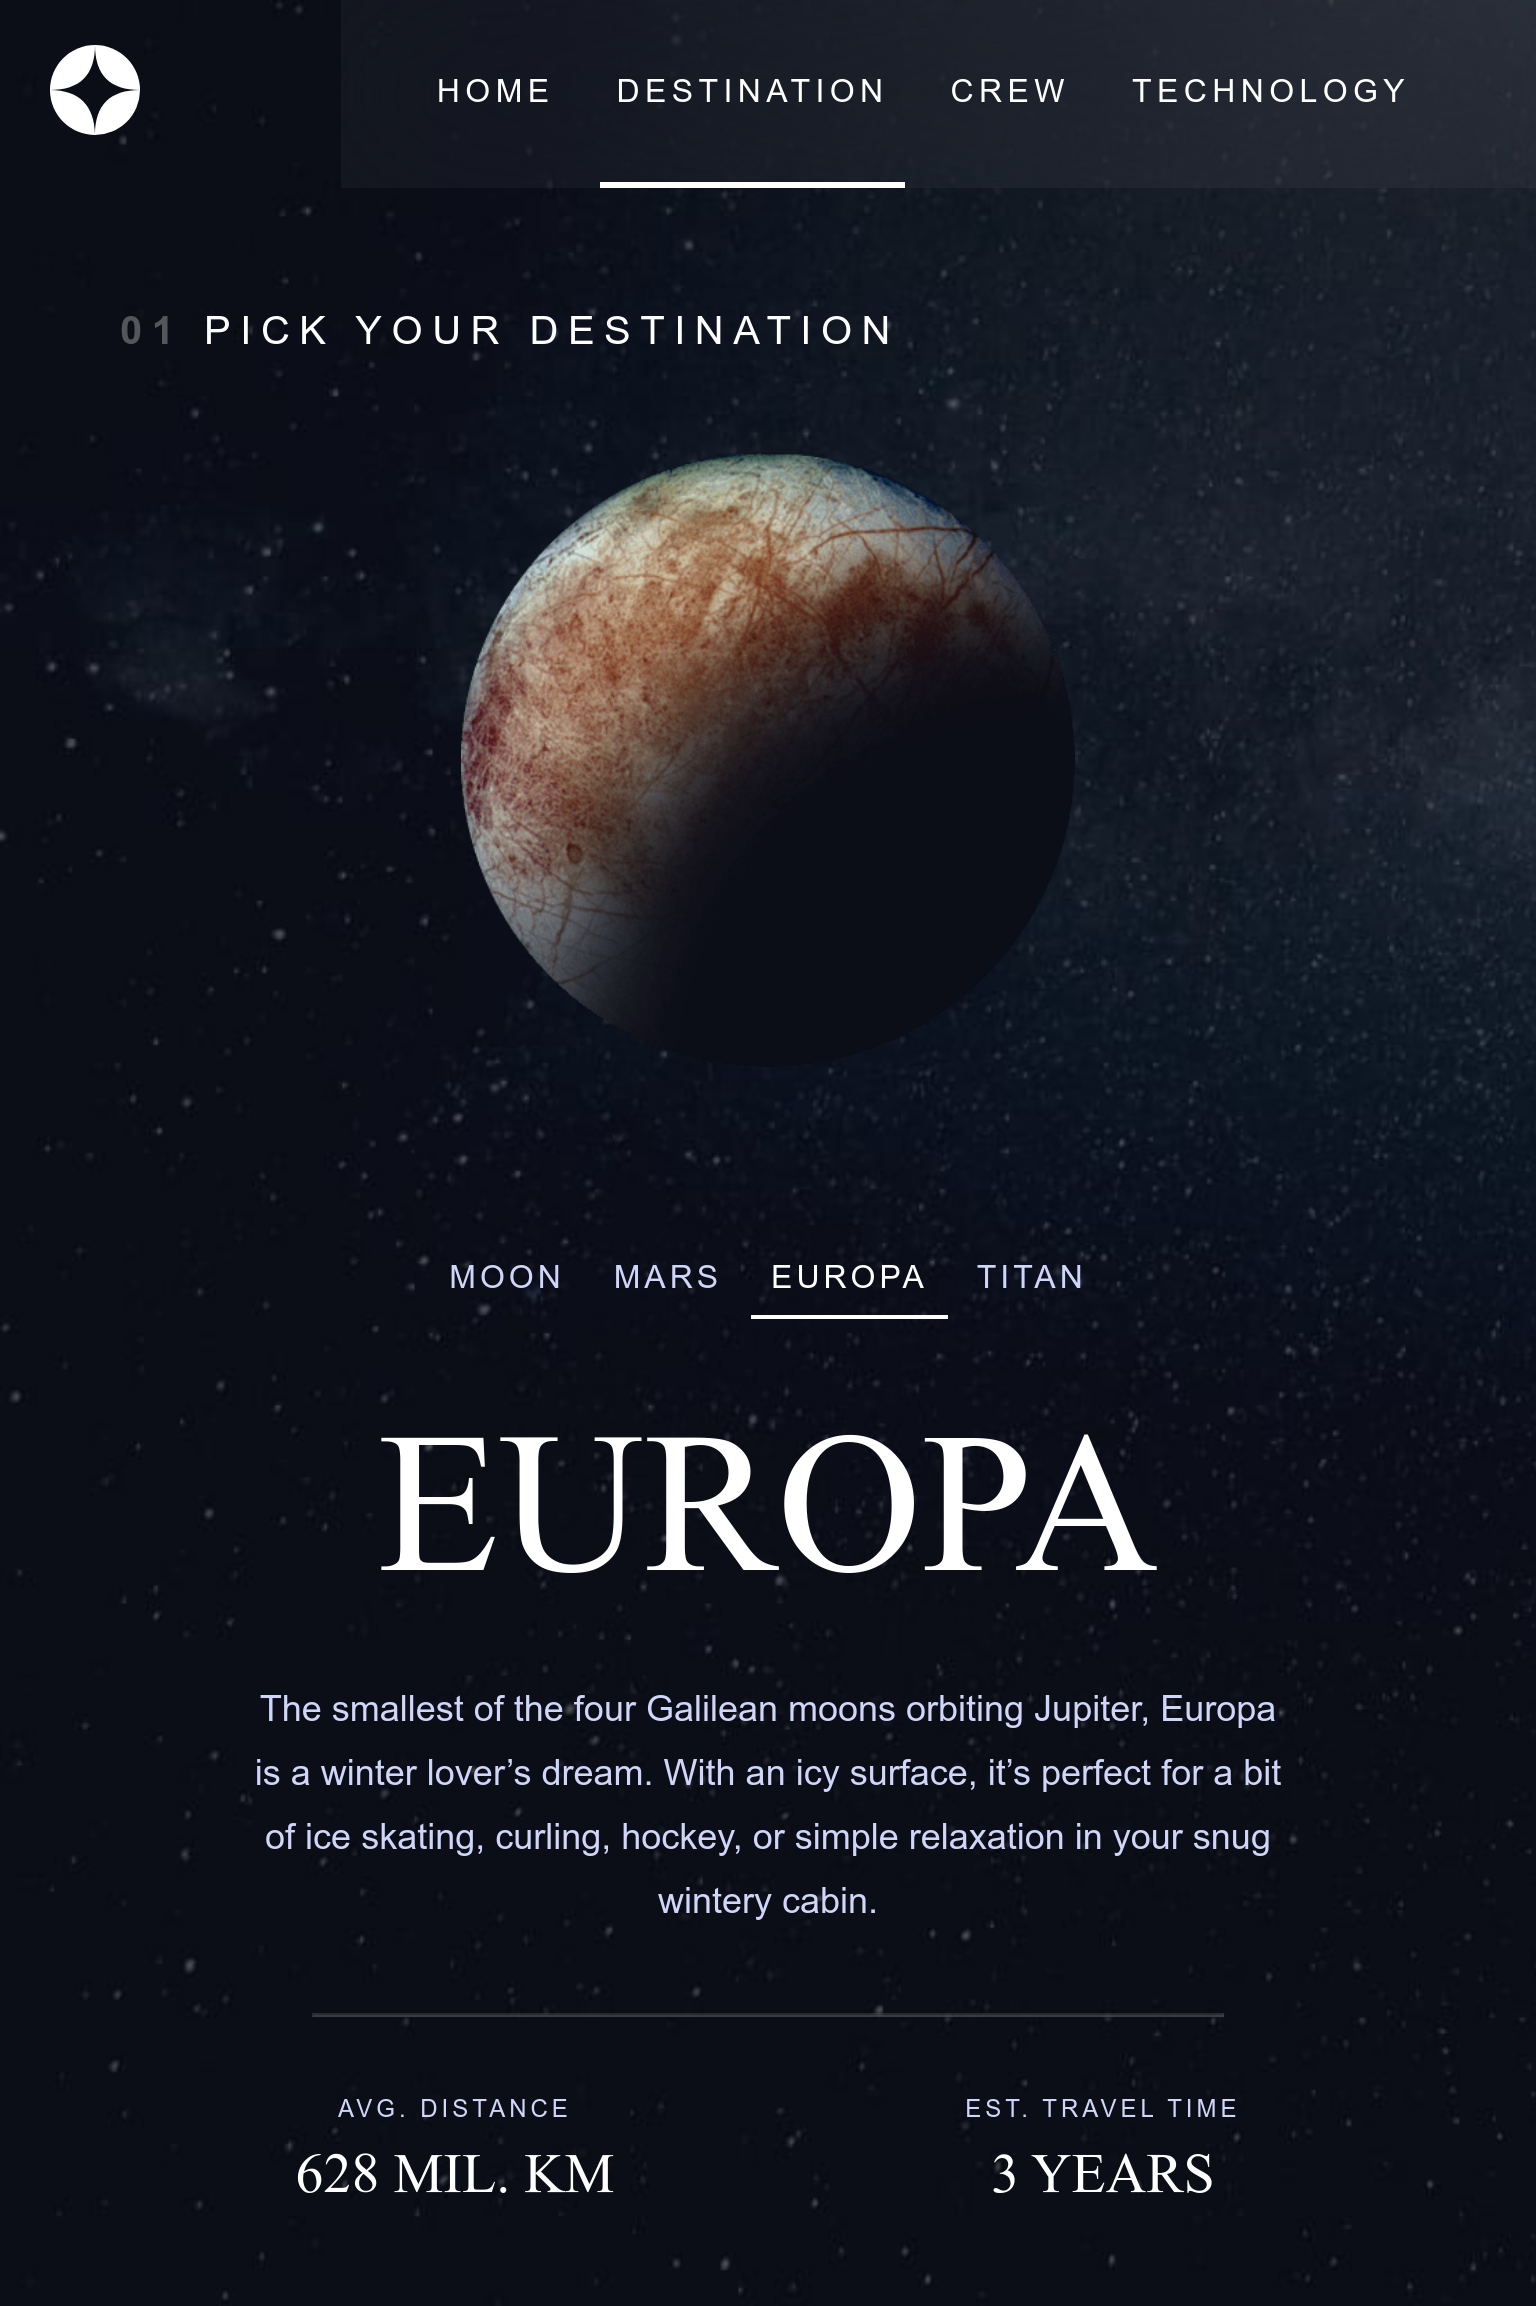 HOME DESTINATION CREW TECHNOLOGY
01 PICK YOUR DESTINATION
MOON MARS EUROPA TITAN
EUROPA
The smallest of the four Galilean moons orbiting Jupiter, Europa
is a winter lover’s dream. With an icy surface, it’s perfect for a bit
of ice skating, curling, hockey, or simple relaxation in your snug
wintery cabin.
AVG. DISTANCE
628 MIL. KM
EST. TRAVEL TIME
3 YEARS